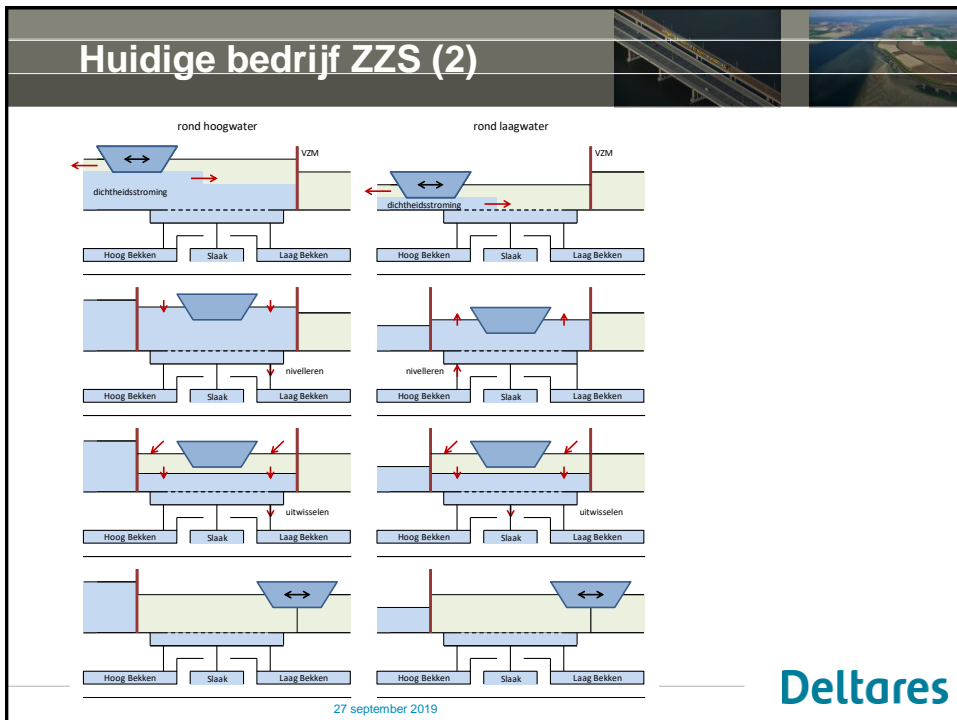 Huidige bedrijf ZZS (2)
rond hoogwater
rond laagwater
VZM
dichtheidsstroming
Hoog Bekken
Slaak
Laag Bekken
VZM
dichtheidsstroming
Hoog Bekken
Slaak
Laag Bekken
nivelleren
Hoog Bekken
Slaak
Laag Bekken
nivelleren
Hoog Bekken
Slaak
Laag Bekken
uitwisselen
Hoog Bekken
Slaak
Laag Bekken
uitwisselen
Hoog Bekken
Slaak
Laag Bekken
Hoog Bekken
Slaak
Laag Bekken
Hoog Bekken
Slaak
Laag Bekken
27 september 2019
Deltares